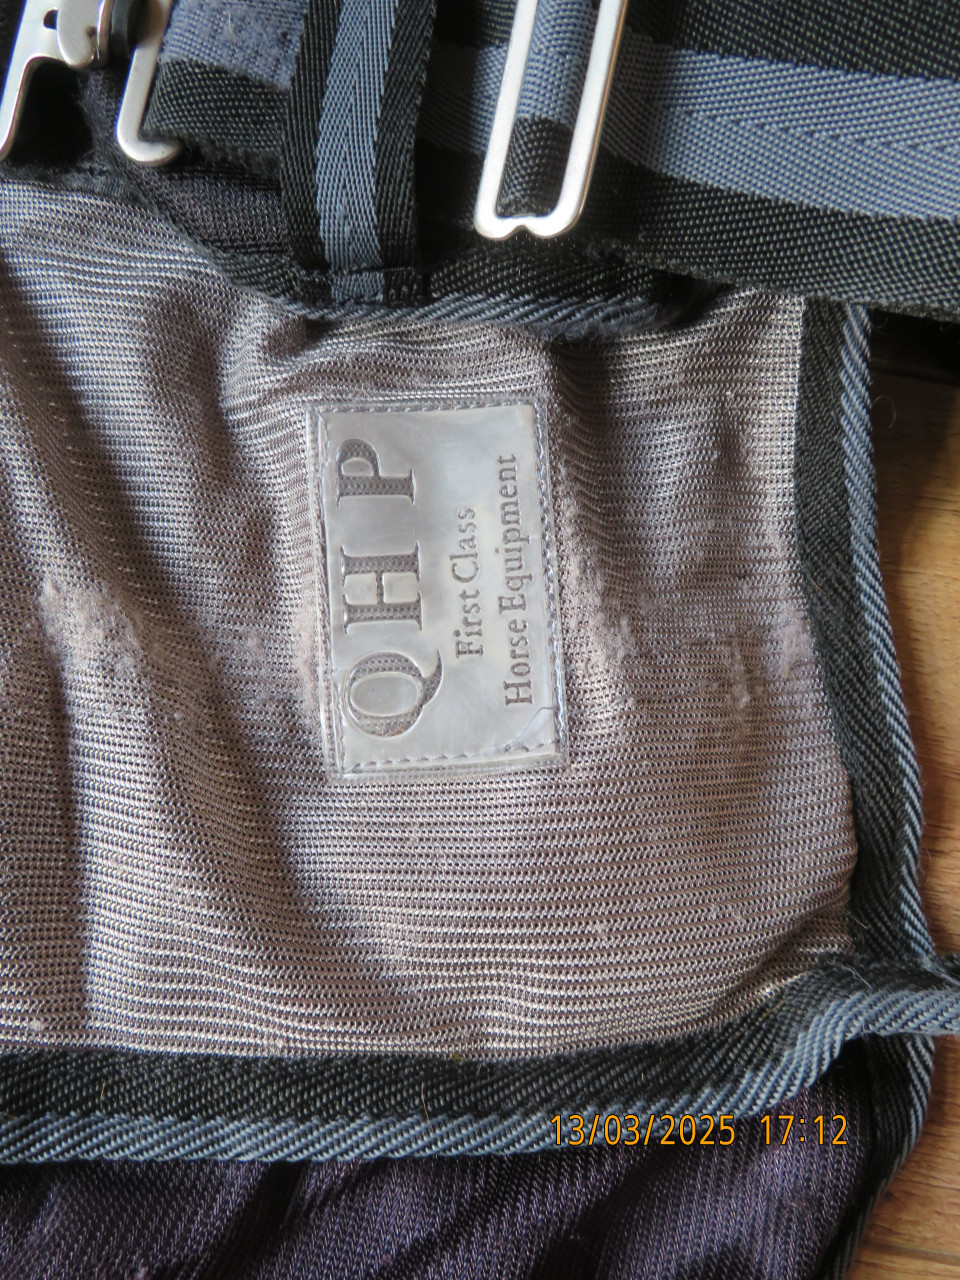 QHP
First Class
Horse Equipment
13/03/2025 17:12